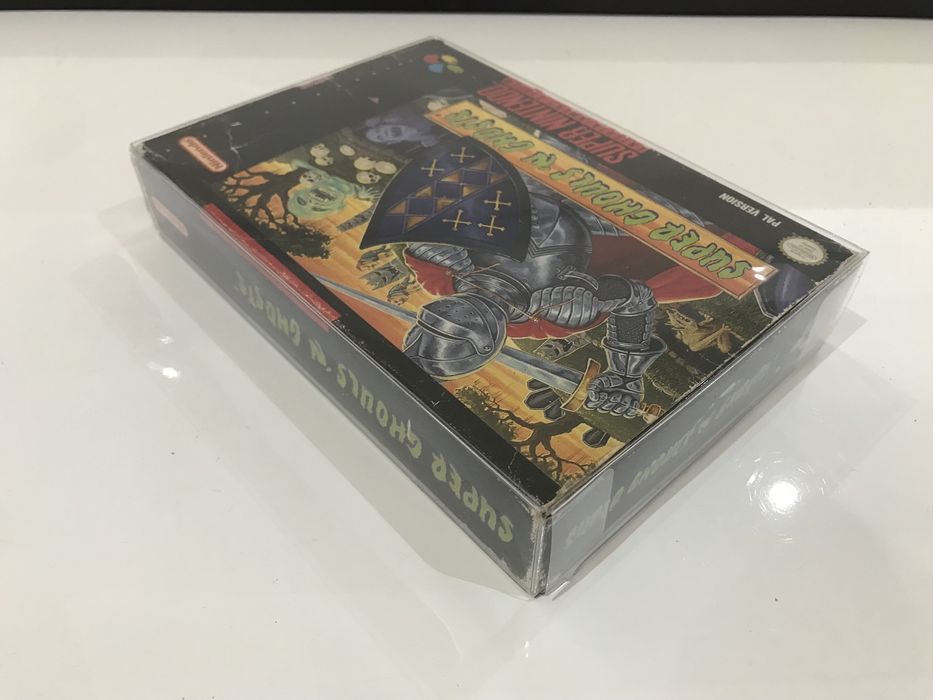 SUPER NINTENDO
PAL VERSION
SUPER GHOULS 'N GHOSTS
Nintendo
SUPER GHOULS 'N GHOSTS
SUPER GHOULS 'N GHOSTS